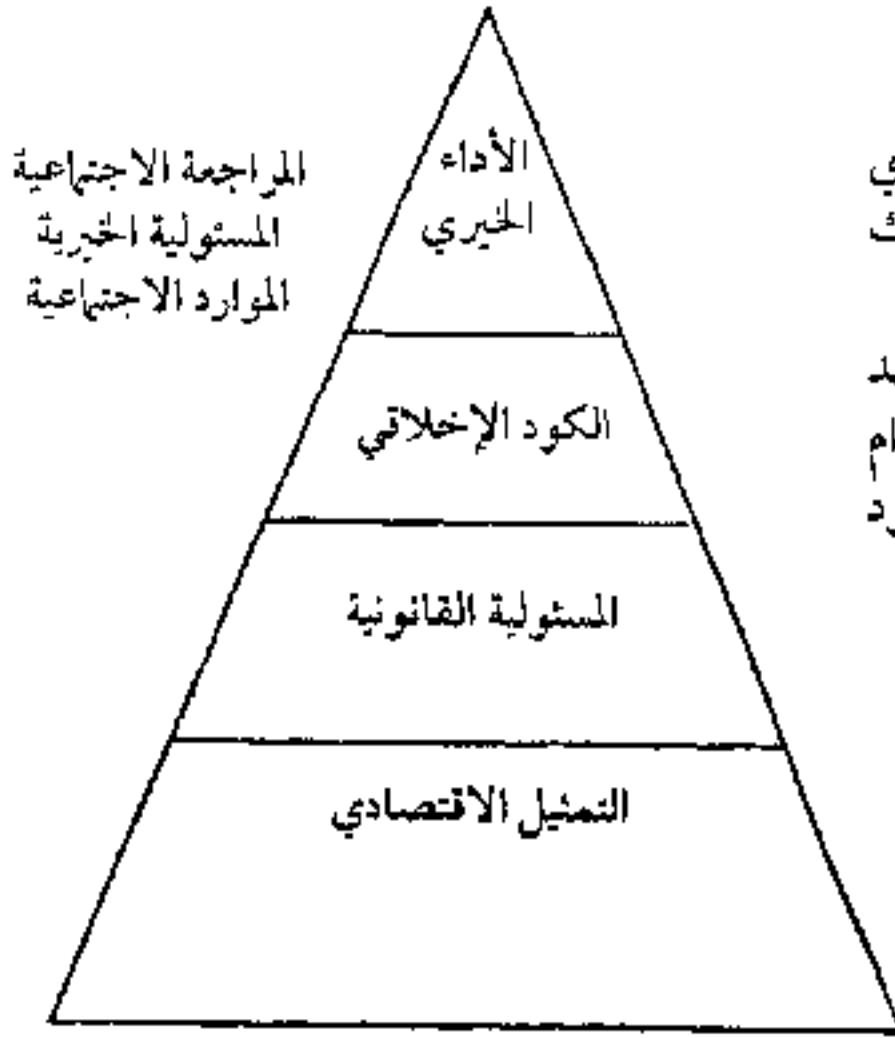 الأداء
الخيري
المراجعة الاجتماعية
المسئولية الخيرية
الموارد الاجتماعية
الكود الإخلاقي
المسئولية القانونية
التمثيل الاقتصادي